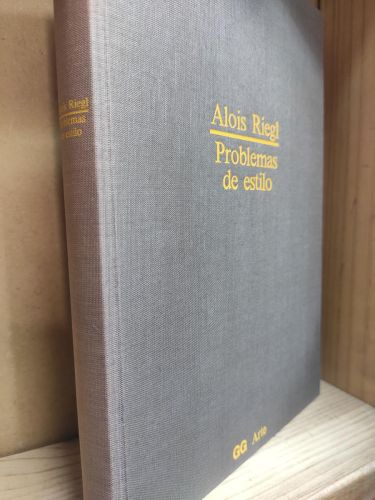 Alois Riegl
Problemas
de estilo
Alois Riegl
Problemas
de estilo
GG Arte